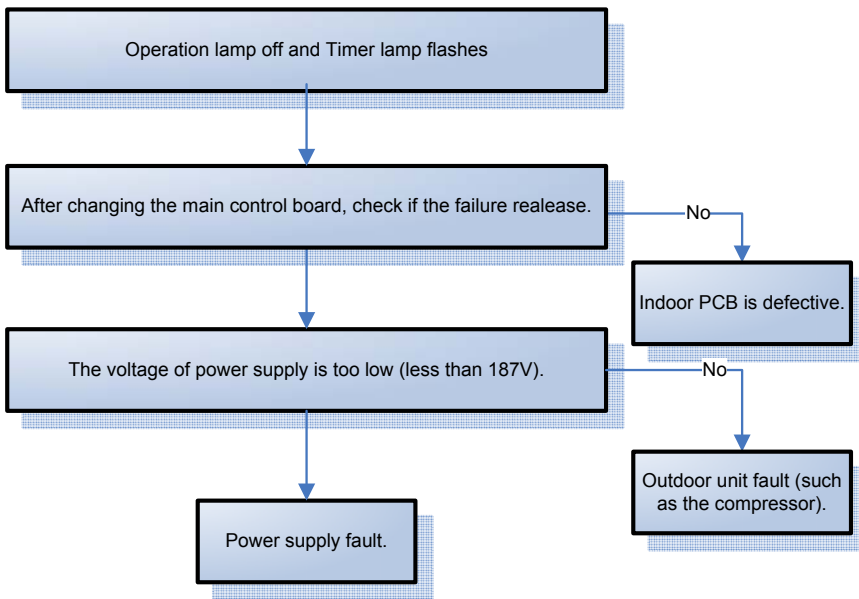 Operation lamp off and Timer lamp flashes
After changing the main control board, check if the failure realease.
No
Indoor PCB is defective.
The voltage of power supply is too low (less than 187V).
No
Outdoor unit fault (such
as the compressor).
Power supply fault.